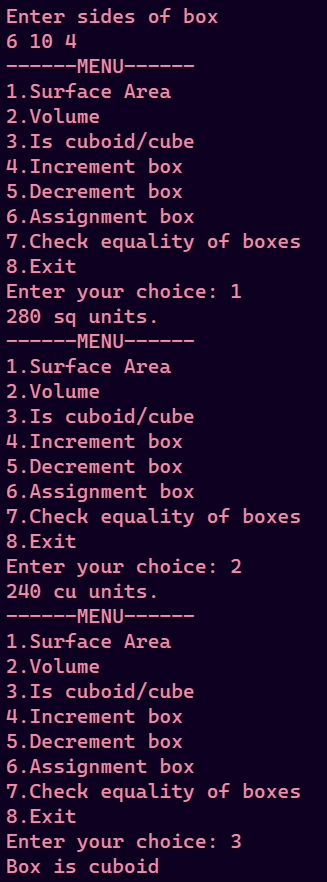 Enter sides of box
6 10 4
------MENU------
1.Surface Area
2.Volume
3.Is cuboid/cube
4.Increment box
5.Decrement box
6.Assignment box
7.Check equality of boxes
8.Exit
Enter your choice: 1
280 sq units.
------MENU------
1.Surface Area
2.Volume
3.Is cuboid/cube
4.Increment box
5.Decrement box
6.Assignment box
7.Check equality of boxes
8.Exit
Enter your choice: 2
240 cu units.
------MENU------
1.Surface Area
2.Volume
3.Is cuboid/cube
4.Increment box
5.Decrement box
6.Assignment box
7.Check equality of boxes
8.Exit
Enter your choice: 3
Box is cuboid